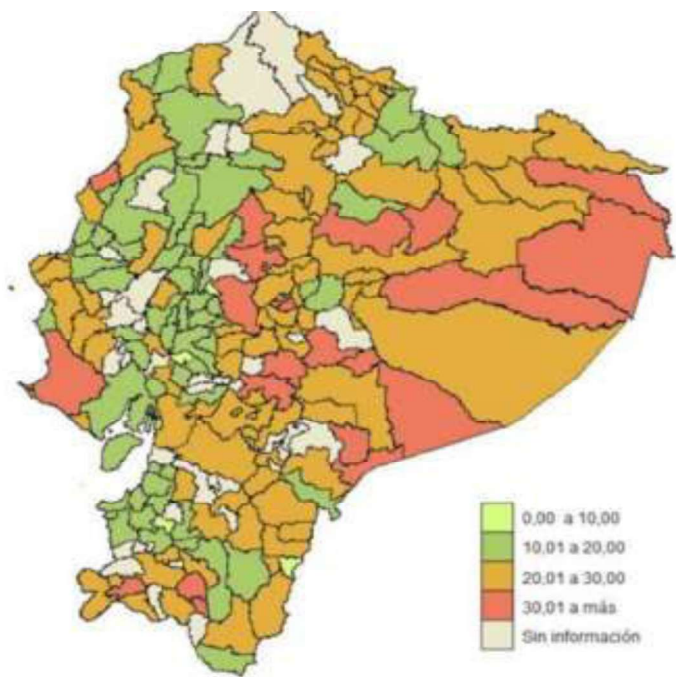 0,00 a 10,00
10,01 a 20,00
20,01 a 30,00
30,01 a más
Sin información